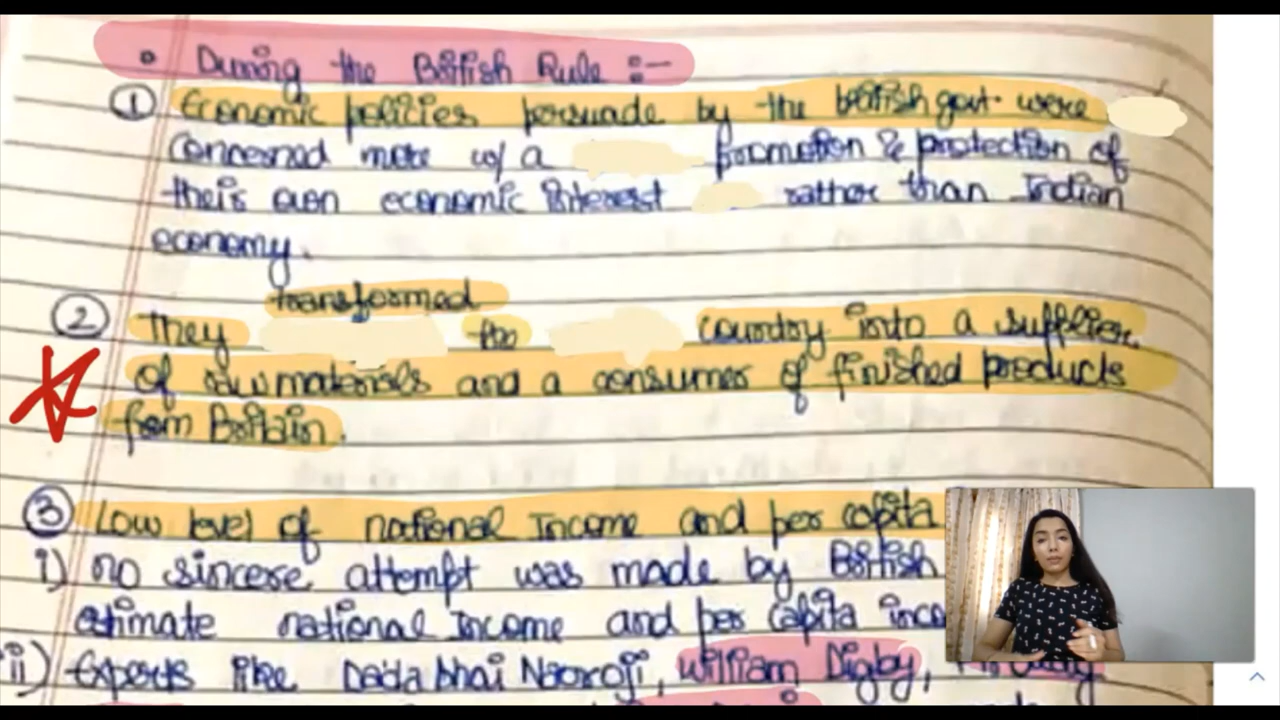 • During the British Rule :-
① Economic policies persuade by the british govt. were
concerned more w/ a promotion & protection of
their own economic interest rather than Indian
economy.
transformed
② They the country into a supplier
of raw materials and a consumer of finished products
from Britain.
③ Low level of national Income and per capita
i) no sincere attempt was made by British
estimate national Income and per capita inco
ii) Experts like Dadabhai Naoroji, William Digby,